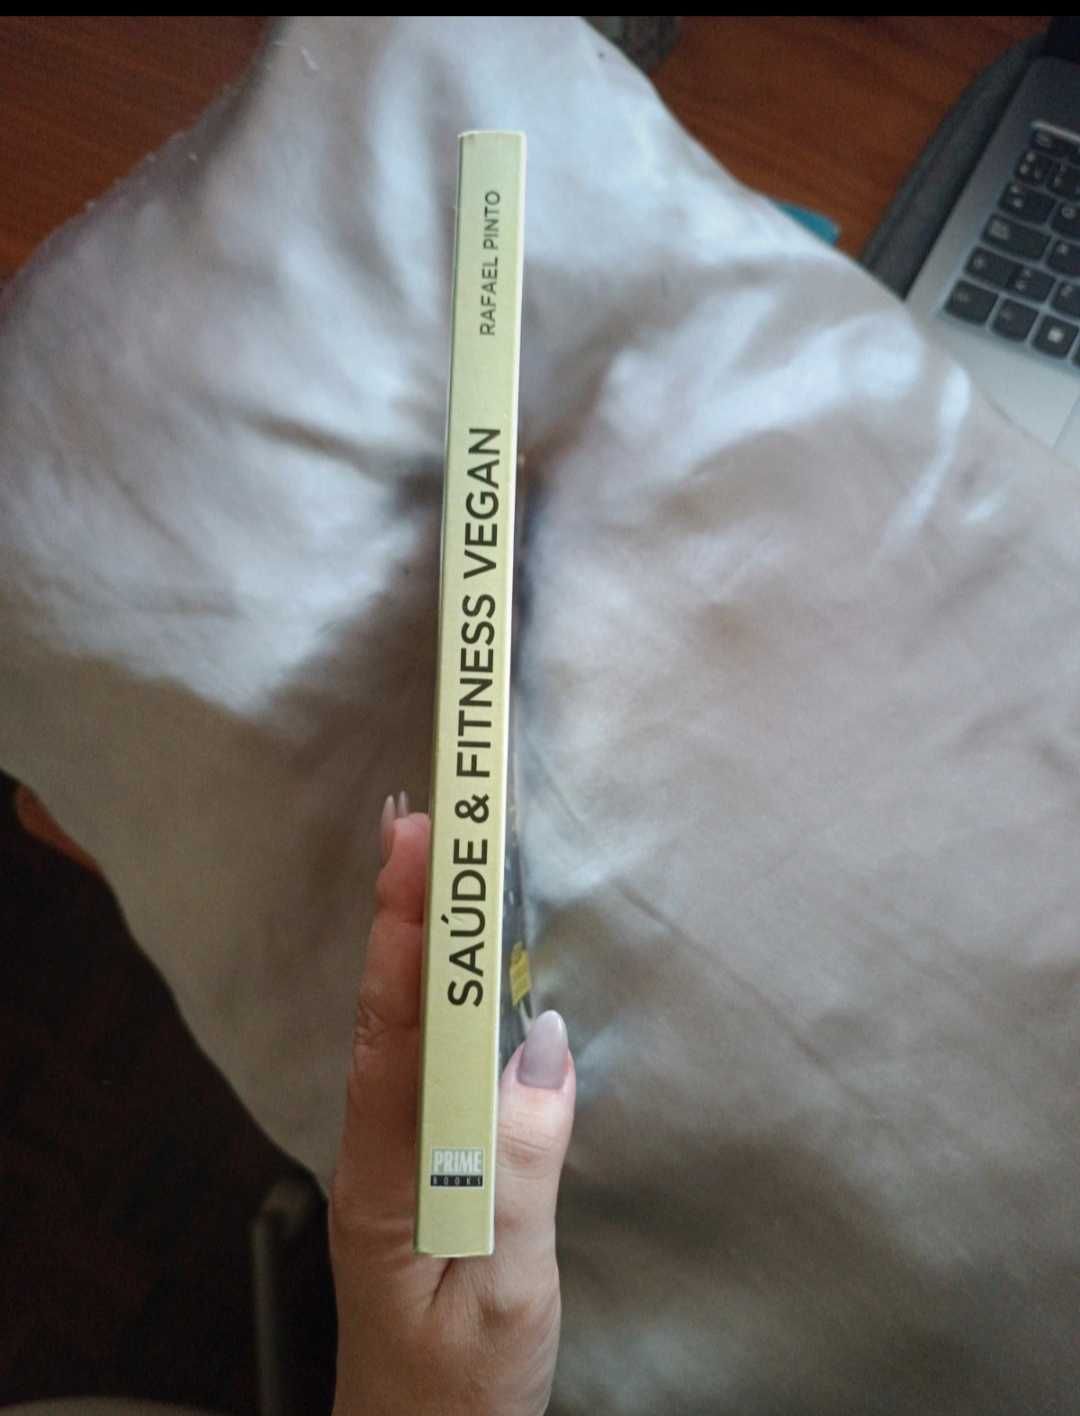 RAFAEL PINTO
SAÚDE & FITNESS VEGAN
PRIME
BOOKS